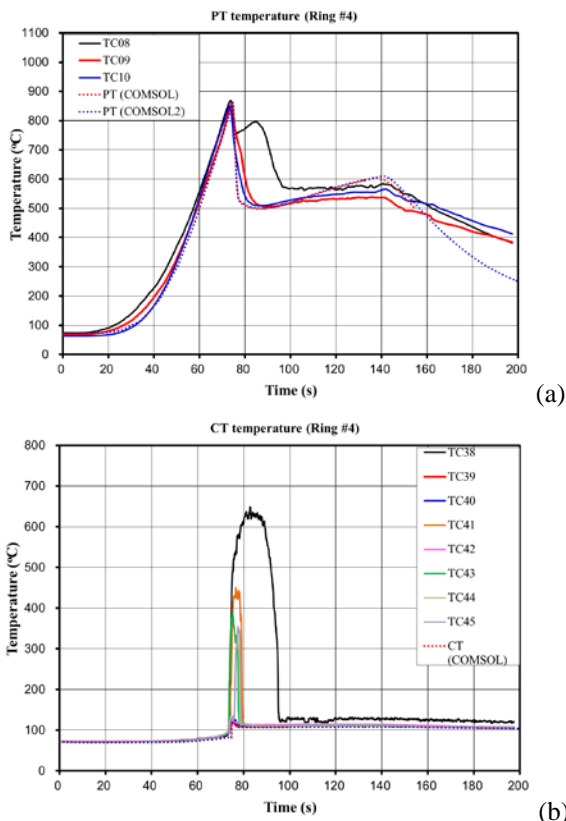 PT temperature (Ring #4)
1100
1000
900
800
700
600
500
400
300
200
100
0
Temperature (°C)
TC08
TC09
TC10
PT (COMSOL)
PT (COMSOL2)
0 20 40 60 80 100 120 140 160 180 200
Time (s)
(a)
CT temperature (Ring #4)
800
700
600
500
400
300
200
100
0
Temperature (°C)
TC38
TC39
TC40
TC41
TC42
TC43
TC44
TC45
CT
(COMSOL)
0 20 40 60 80 100 120 140 160 180 200
Time (s)
(b)